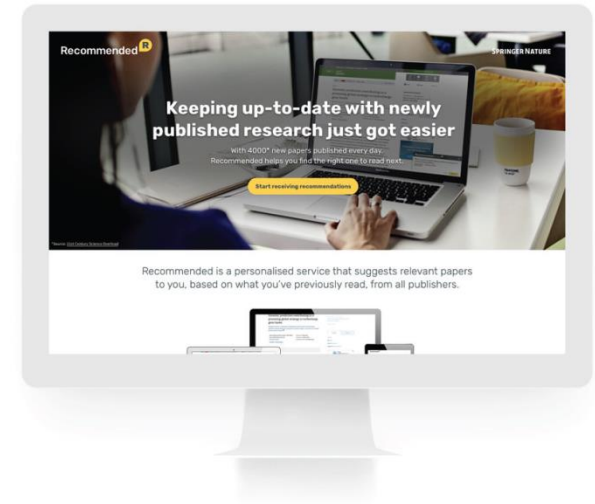 Recommended R
SPRINGER NATURE
Keeping up-to-date with newly
published research just got easier
With 4000* new papers published every day.
Recommended helps you find the right one to read next.
Start receiving recommendations
Recommended is a personalised service that suggests relevant papers
to you, based on what you've previously read, from all publishers.